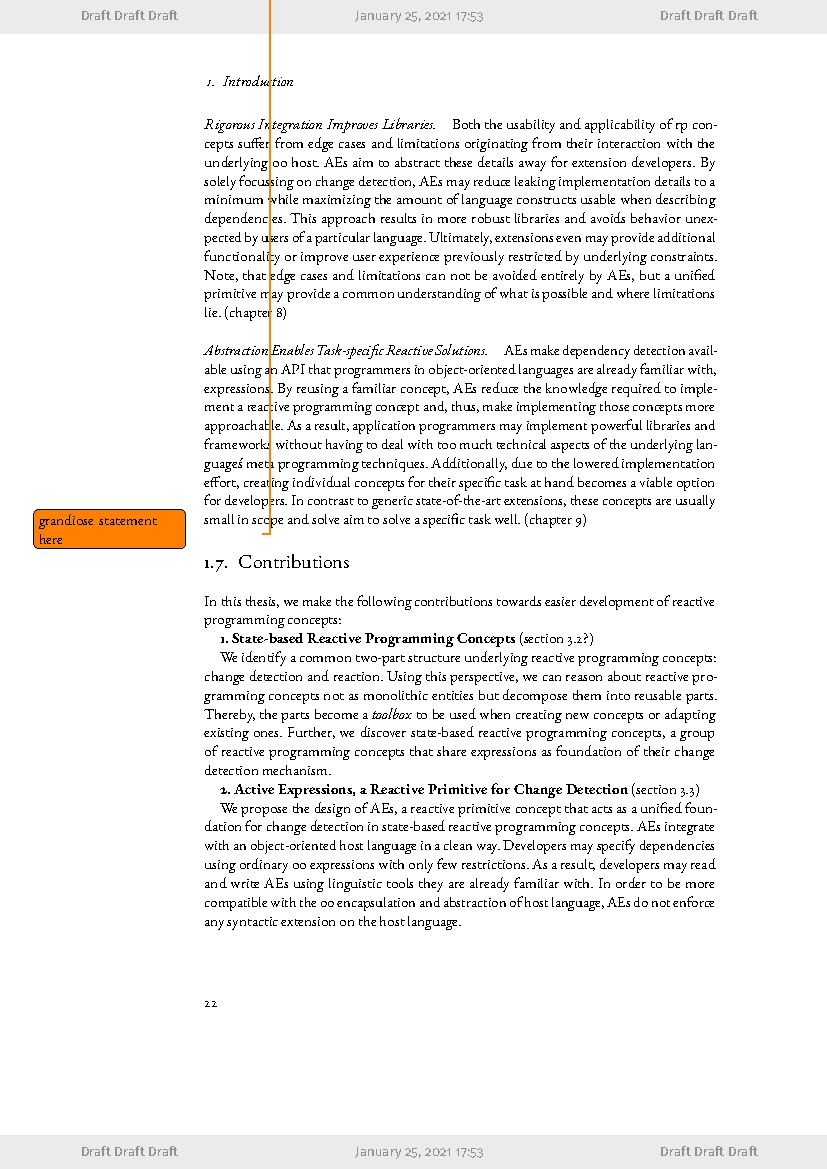 Draft Draft Draft January 25, 2021 17:53 Draft Draft Draft
1. Introduction
Rigorous Integration Improves Libraries. Both the usability and applicability of rp con-
cepts suffer from edge cases and limitations originating from their interaction with the
underlying oo host. AEs aim to abstract these details away for extension developers. By
solely focussing on change detection, AEs may reduce leaking implementation details to a
minimum while maximizing the amount of language constructs usable when describing
dependencies. This approach results in more robust libraries and avoids behavior unex-
pected by users of a particular language. Ultimately, extensions even may provide additional
functionality or improve user experience previously restricted by underlying constraints.
Note, that edge cases and limitations can not be avoided entirely by AEs, but a unified
primitive may provide a common understanding of what is possible and where limitations
lie. (chapter 8)
Abstraction Enables Task-specific Reactive Solutions. AEs make dependency detection avail-
able using an API that programmers in object-oriented languages are already familiar with,
expressions. By reusing a familiar concept, AEs reduce the knowledge required to imple-
ment a reactive programming concept and, thus, make implementing those concepts more
approachable. As a result, application programmers may implement powerful libraries and
frameworks without having to deal with too much technical aspects of the underlying lan-
guageś meta programming techniques. Additionally, due to the lowered implementation
effort, creating individual concepts for their specific task at hand becomes a viable option
for developers. In contrast to generic state-of-the-art extensions, these concepts are usually
small in scope and solve aim to solve a specific task well. (chapter 9)
grandiose statement
here
1.7. Contributions
In this thesis, we make the following contributions towards easier development of reactive
programming concepts:
1. State-based Reactive Programming Concepts (section 3.2?)
We identify a common two-part structure underlying reactive programming concepts:
change detection and reaction. Using this perspective, we can reason about reactive pro-
gramming concepts not as monolithic entities but decompose them into reusable parts.
Thereby, the parts become a toolbox to be used when creating new concepts or adapting
existing ones. Further, we discover state-based reactive programming concepts, a group
of reactive programming concepts that share expressions as foundation of their change
detection mechanism.
2. Active Expressions, a Reactive Primitive for Change Detection (section 3.3)
We propose the design of AEs, a reactive primitive concept that acts as a unified foun-
dation for change detection in state-based reactive programming concepts. AEs integrate
with an object-oriented host language in a clean way. Developers may specify dependencies
using ordinary oo expressions with only few restrictions. As a result, developers may read
and write AEs using linguistic tools they are already familiar with. In order to be more
compatible with the oo encapsulation and abstraction of host language, AEs do not enforce
any syntactic extension on the host language.
22
Draft Draft Draft January 25, 2021 17:53 Draft Draft Draft